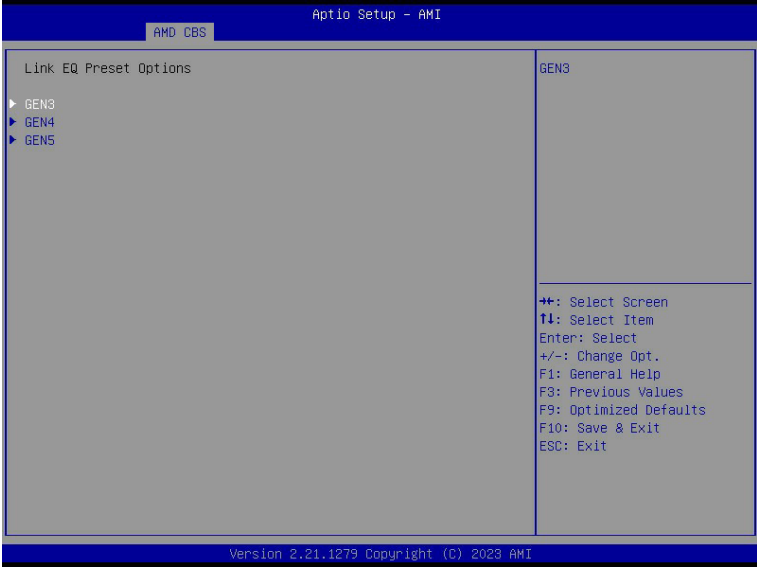 Aptio Setup – AMI
AMD CBS
Link EQ Preset Options
▶ GEN3
▶ GEN4
▶ GEN5
GEN3
→←: Select Screen
↑↓: Select Item
Enter: Select
+/-: Change Opt.
F1: General Help
F3: Previous Values
F9: Optimized Defaults
F10: Save & Exit
ESC: Exit
Version 2.21.1279 Copyright (C) 2023 AMI